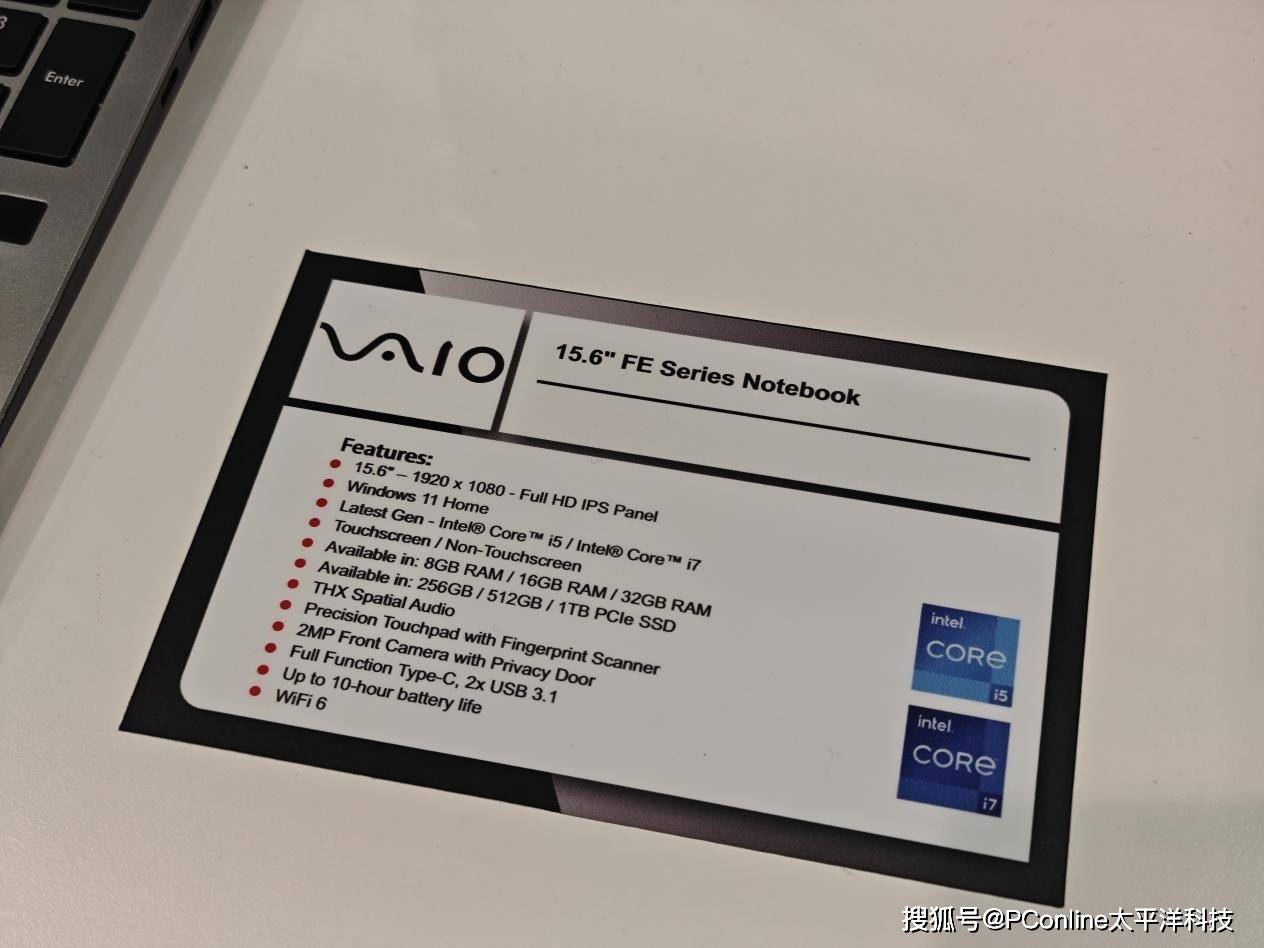 Enter
VAIO
15.6" FE Series Notebook
Features:
15.6" – 1920 x 1080 - Full HD IPS Panel
Windows 11 Home
Latest Gen - Intel® Core™ i5 / Intel® Core™ i7
Touchscreen / Non-Touchscreen
Available in: 8GB RAM / 16GB RAM / 32GB RAM
Available in: 256GB / 512GB / 1TB PCIe SSD
THX Spatial Audio
Precision Touchpad with Fingerprint Scanner
2MP Front Camera with Privacy Door
Full Function Type-C, 2x USB 3.1
Up to 10-hour battery life
WiFi 6
intel
CORe
i5
intel
CORe
i7
搜狐号@PConline太平洋科技